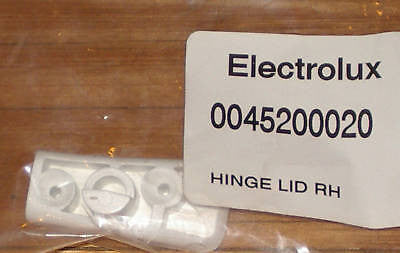 Electrolux
0045200020
HINGE LID RH